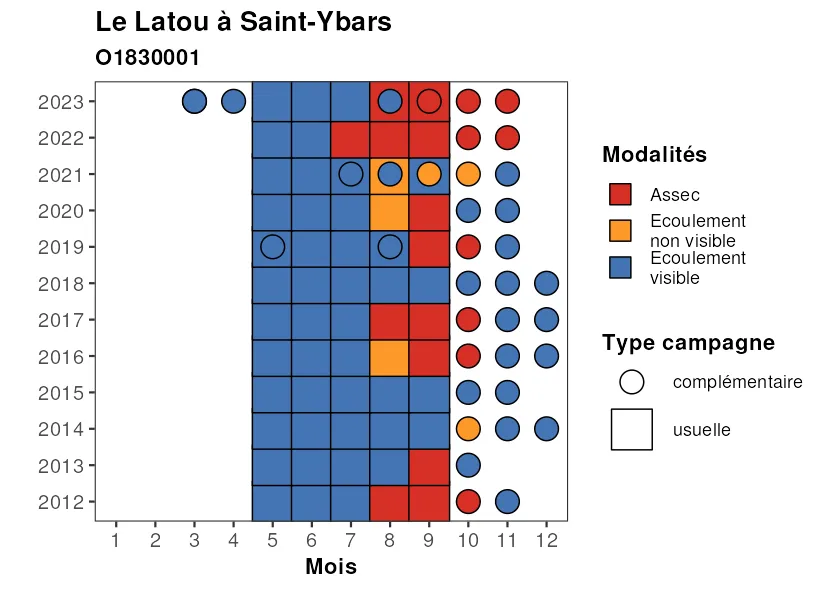 Le Latou à Saint-Ybars
O1830001
2023
2022
2021
2020
2019
2018
2017
2016
2015
2014
2013
2012
1 2 3 4 5 6 7 8 9 10 11 12
Mois
Modalités
Assec
Ecoulement
non visible
Ecoulement
visible
Type campagne
complémentaire
usuelle